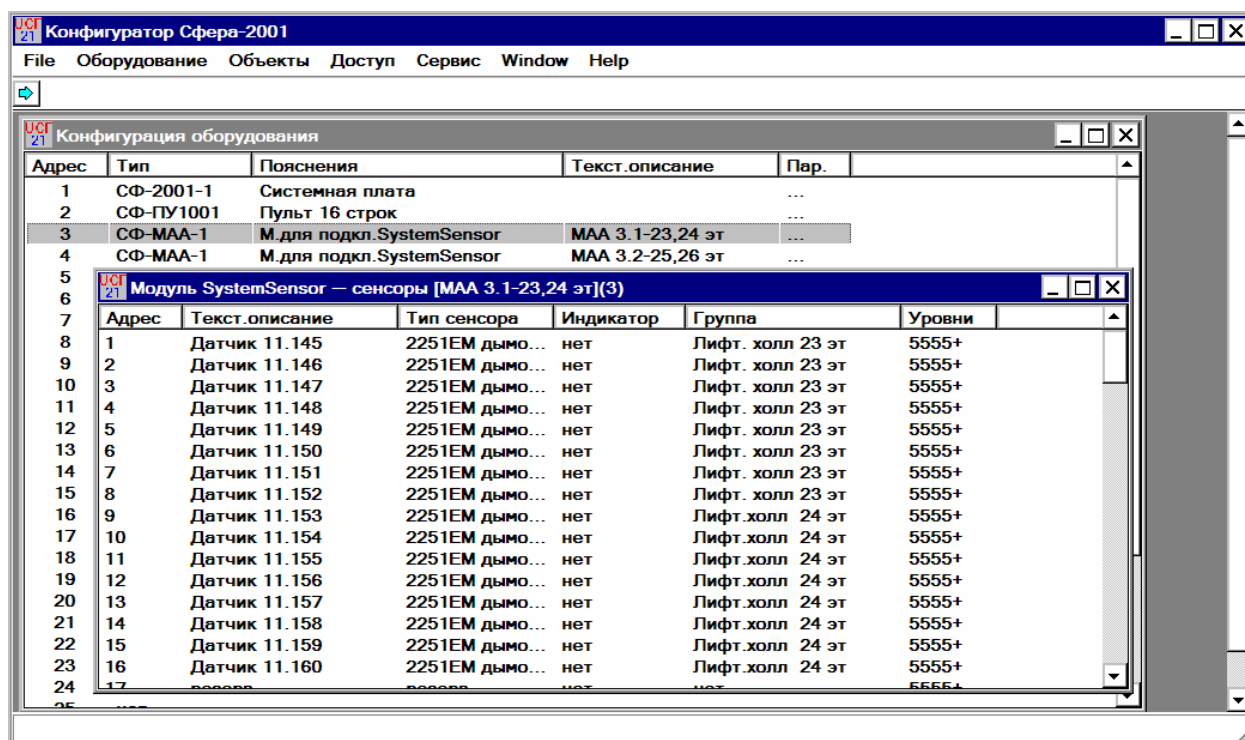 УСГ 21 Конфигуратор Сфера-2001
File Оборудование Объекты Доступ Сервис Window Help
УСГ 21 Конфигурация оборудования
Адрес Тип Пояснения Текст.описание Пар.
1 СФ-2001-1 Системная плата ...
2 СФ-ПУ1001 Пульт 16 строк ...
3 СФ-МАА-1 М.для подкл.SystemSensor МАА 3.1-23,24 эт ...
4 СФ-МАА-1 М.для подкл.SystemSensor МАА 3.2-25,26 эт ...
5
УСГ 21 Модуль SystemSensor — сенсоры [МАА 3.1-23,24 эт](3)
6
7 Адрес Текст.описание Тип сенсора Индикатор Группа Уровни
8 1 Датчик 11.145 2251ЕМ дымо... нет Лифт. холл 23 эт 5555+
9 2 Датчик 11.146 2251ЕМ дымо... нет Лифт. холл 23 эт 5555+
10 3 Датчик 11.147 2251ЕМ дымо... нет Лифт. холл 23 эт 5555+
11 4 Датчик 11.148 2251ЕМ дымо... нет Лифт. холл 23 эт 5555+
12 5 Датчик 11.149 2251ЕМ дымо... нет Лифт. холл 23 эт 5555+
13 6 Датчик 11.150 2251ЕМ дымо... нет Лифт. холл 23 эт 5555+
14 7 Датчик 11.151 2251ЕМ дымо... нет Лифт. холл 23 эт 5555+
15 8 Датчик 11.152 2251ЕМ дымо... нет Лифт. холл 23 эт 5555+
16 9 Датчик 11.153 2251ЕМ дымо... нет Лифт.холл 24 эт 5555+
17 10 Датчик 11.154 2251ЕМ дымо... нет Лифт.холл 24 эт 5555+
18 11 Датчик 11.155 2251ЕМ дымо... нет Лифт.холл 24 эт 5555+
19 12 Датчик 11.156 2251ЕМ дымо... нет Лифт.холл 24 эт 5555+
20 13 Датчик 11.157 2251ЕМ дымо... нет Лифт.холл 24 эт 5555+
21 14 Датчик 11.158 2251ЕМ дымо... нет Лифт.холл 24 эт 5555+
22 15 Датчик 11.159 2251ЕМ дымо... нет Лифт.холл 24 эт 5555+
23 16 Датчик 11.160 2251ЕМ дымо... нет Лифт.холл 24 эт 5555+
24 17 резерв резерв нет нет 5555+
25 нет